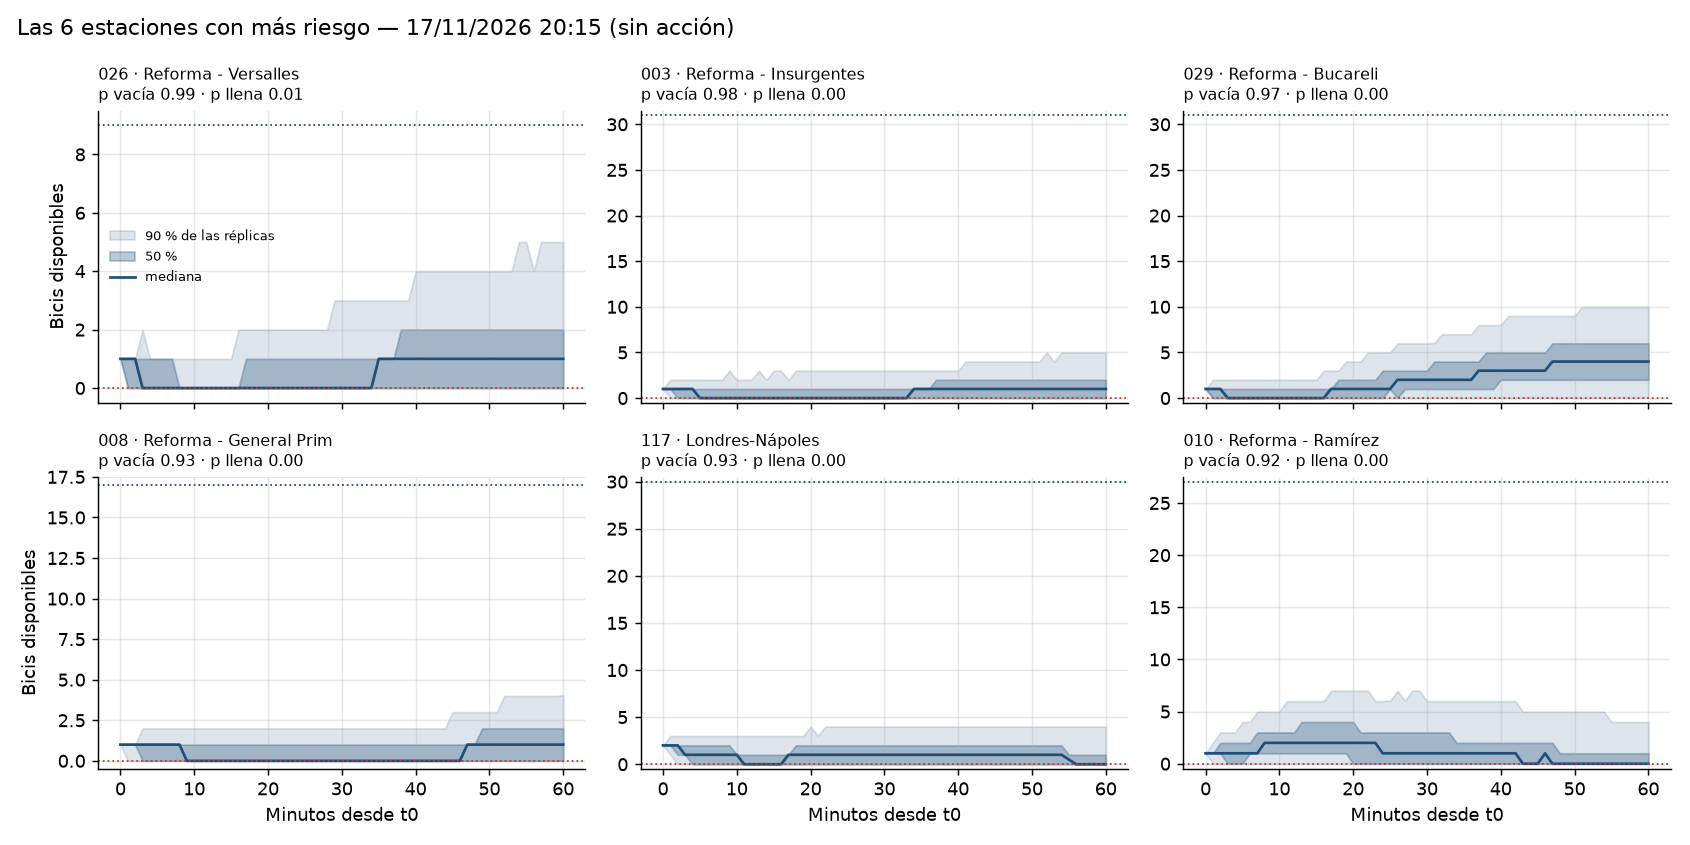 Las 6 estaciones con más riesgo — 17/11/2026 20:15 (sin acción)
026 · Reforma - Versalles
p vacía 0.99 · p llena 0.01
8
6
4
2
0
Bicis disponibles
90 % de las réplicas
50 %
mediana
003 · Reforma - Insurgentes
p vacía 0.98 · p llena 0.00
30
25
20
15
10
5
0
029 · Reforma - Bucareli
p vacía 0.97 · p llena 0.00
30
25
20
15
10
5
0
008 · Reforma - General Prim
p vacía 0.93 · p llena 0.00
17.5
15.0
12.5
10.0
7.5
5.0
2.5
0.0
Bicis disponibles
0 10 20 30 40 50 60
Minutos desde t0
117 · Londres-Nápoles
p vacía 0.93 · p llena 0.00
30
25
20
15
10
5
0
0 10 20 30 40 50 60
Minutos desde t0
010 · Reforma - Ramírez
p vacía 0.92 · p llena 0.00
25
20
15
10
5
0
0 10 20 30 40 50 60
Minutos desde t0